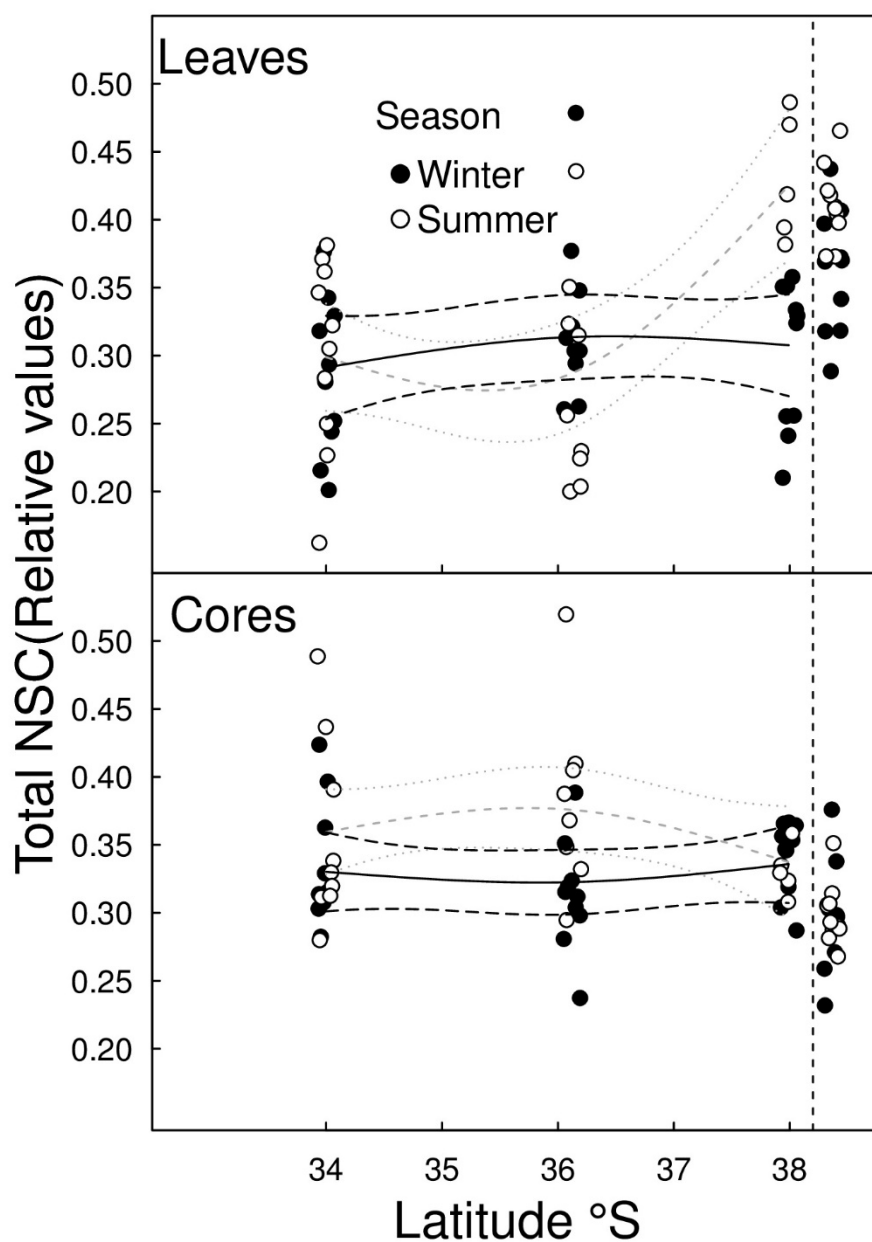 Total NSC(Relative values)
Leaves
Season
Winter
Summer
0.50
0.45
0.40
0.35
0.30
0.25
0.20
Cores
0.50
0.45
0.40
0.35
0.30
0.25
0.20
34 35 36 37 38
Latitude °S